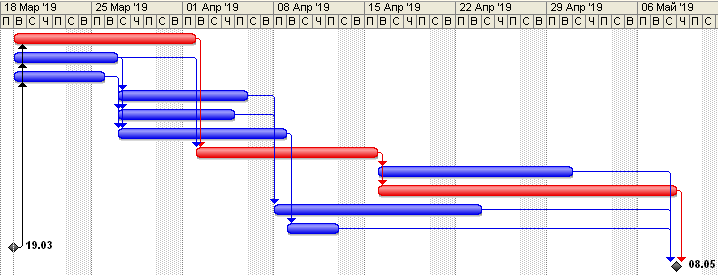 18 Мар '19 25 Мар '19 01 Апр '19 08 Апр '19 15 Апр '19 22 Апр '19 29 Апр '19 06 Май '19
П В С Ч П С В П В С Ч П С В П В С Ч П С В П В С Ч П С В П В С Ч П С В П В С Ч П С В П В С Ч П С В П В С Ч П С
19.03
08.05